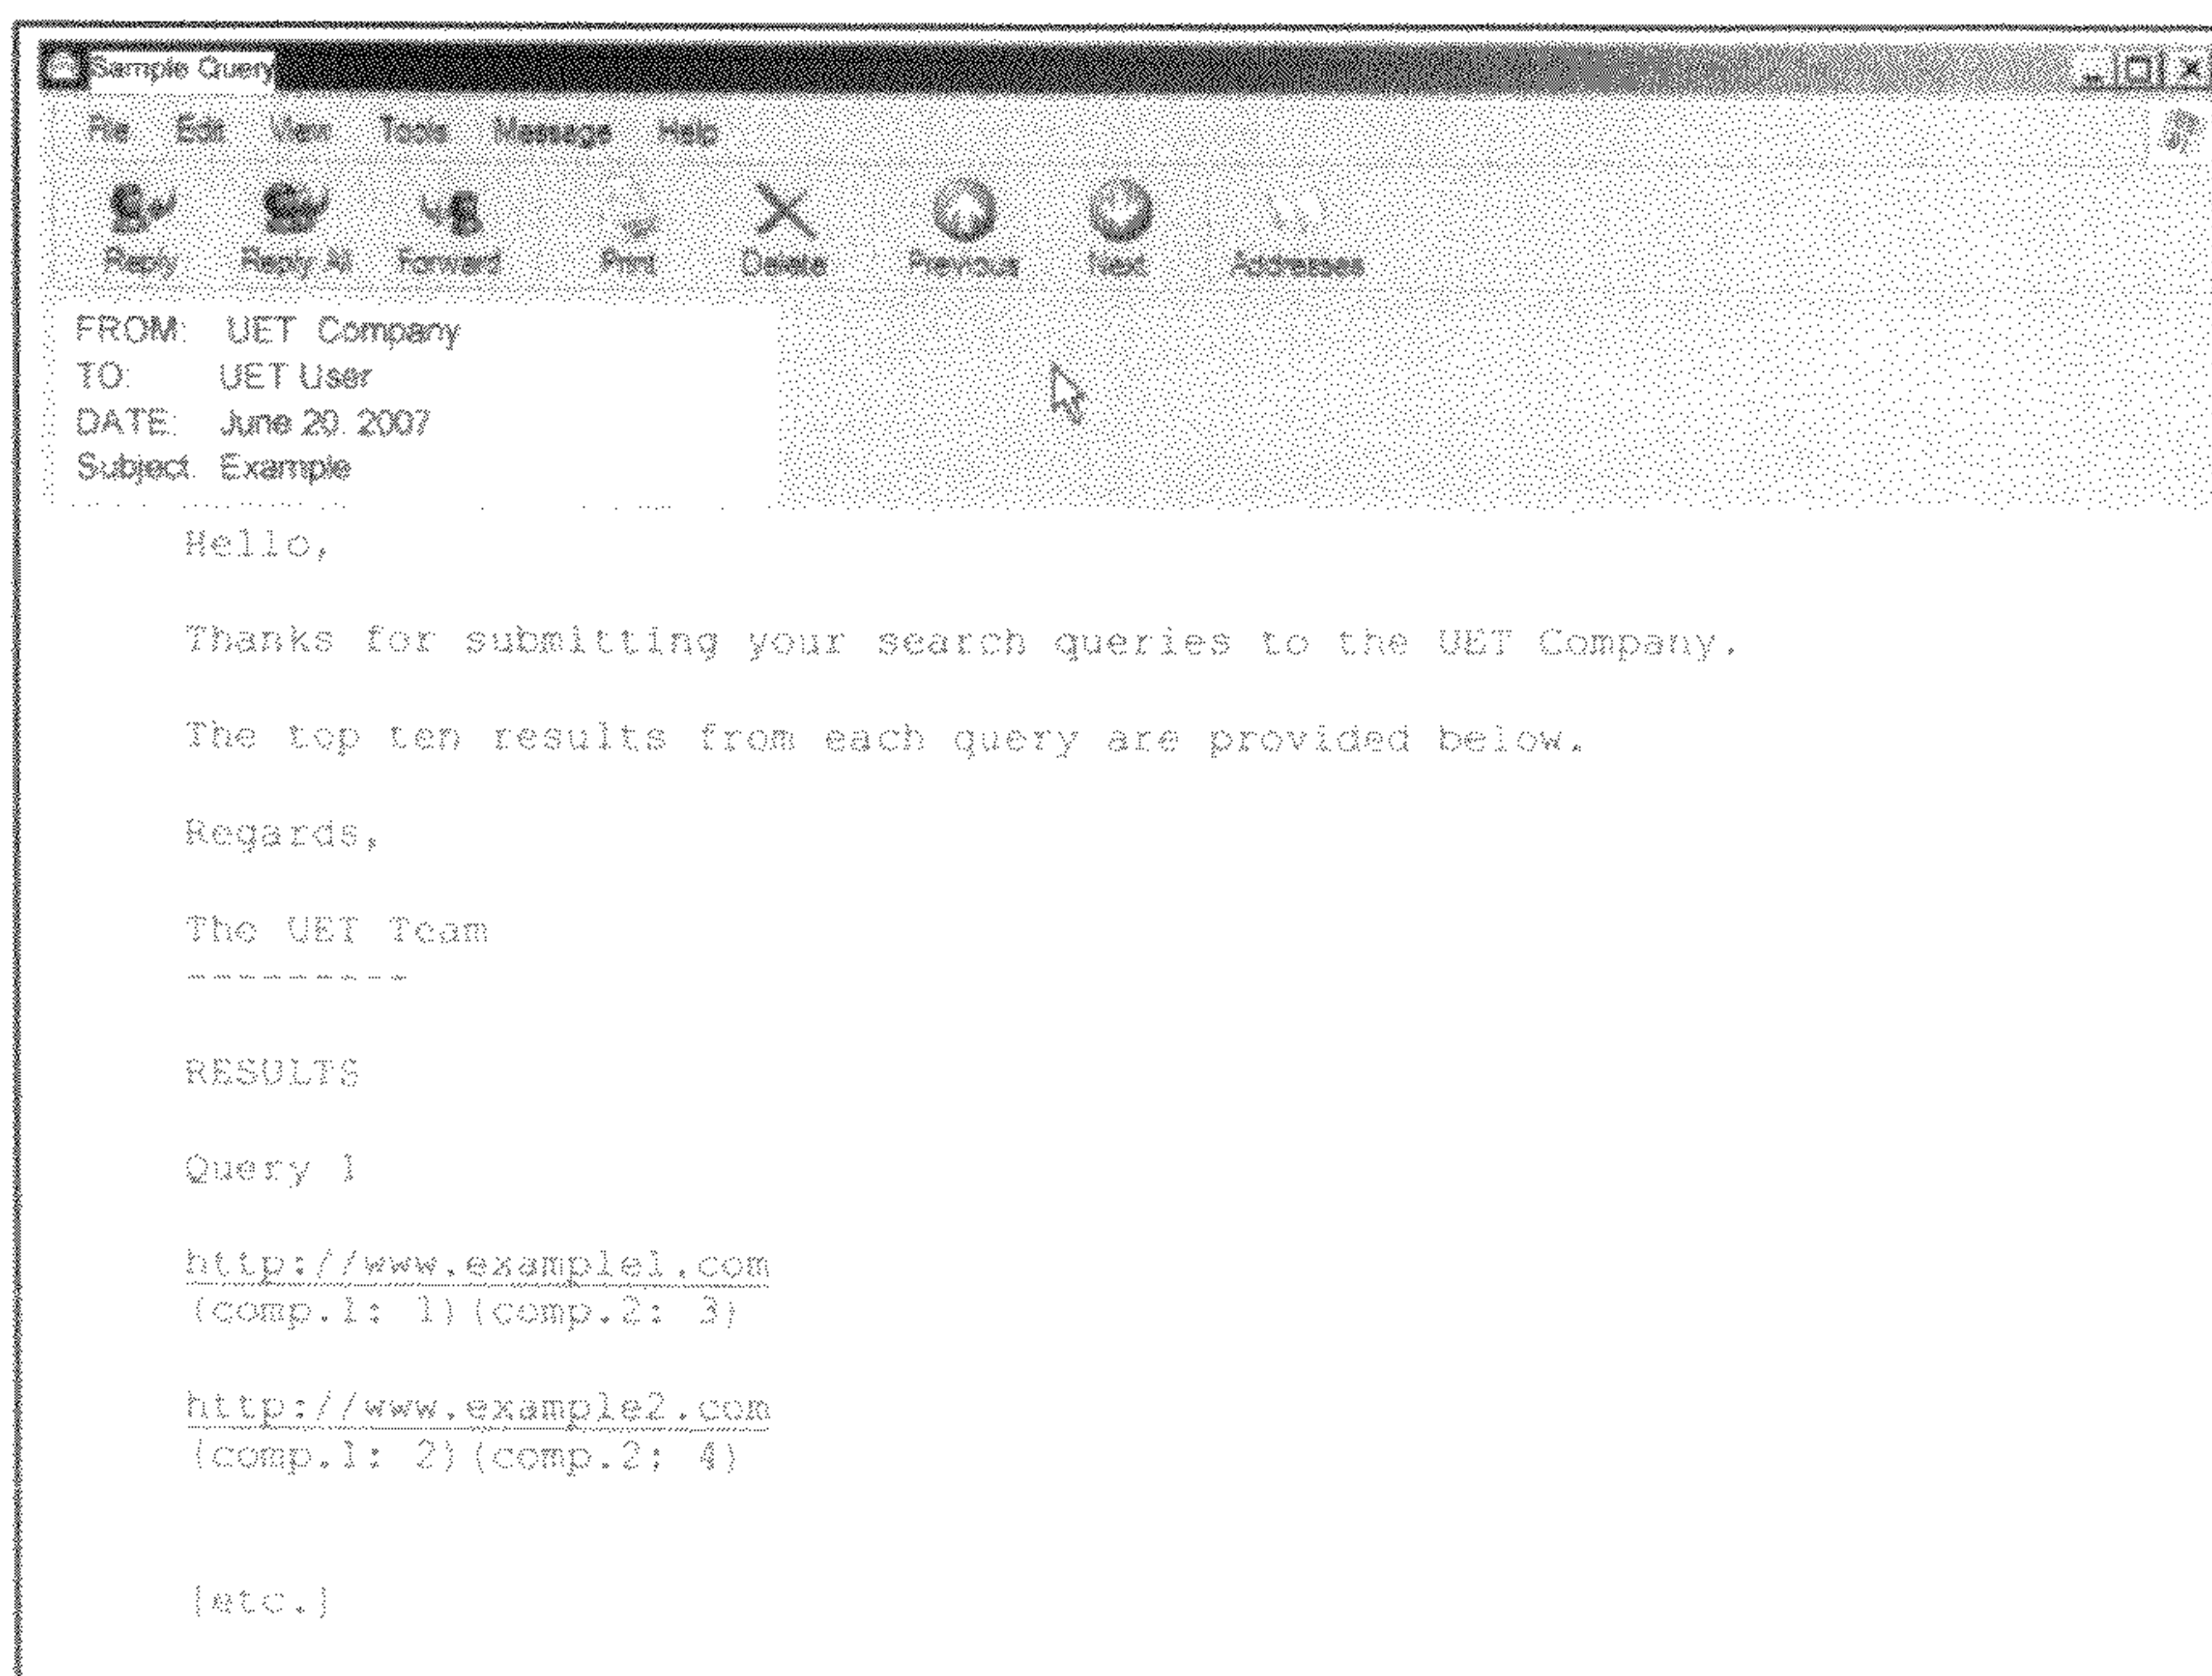 Sample Query
File Edit View Tools Message Help
Reply Reply All Forward Print Delete Previous Next Addresses
FROM: UET Company
TO: UET User
DATE: June 20, 2007
Subject: Example
Hello,
Thanks for submitting your search queries to the UET Company.
The top ten results from each query are provided below.
Regards,
The UET Team
---------
RESULTS
Query 1
http://www.example1.com
(comp.1: 1)(comp.2: 3)
http://www.example2.com
(comp.1: 2)(comp.2: 4)
[etc.]